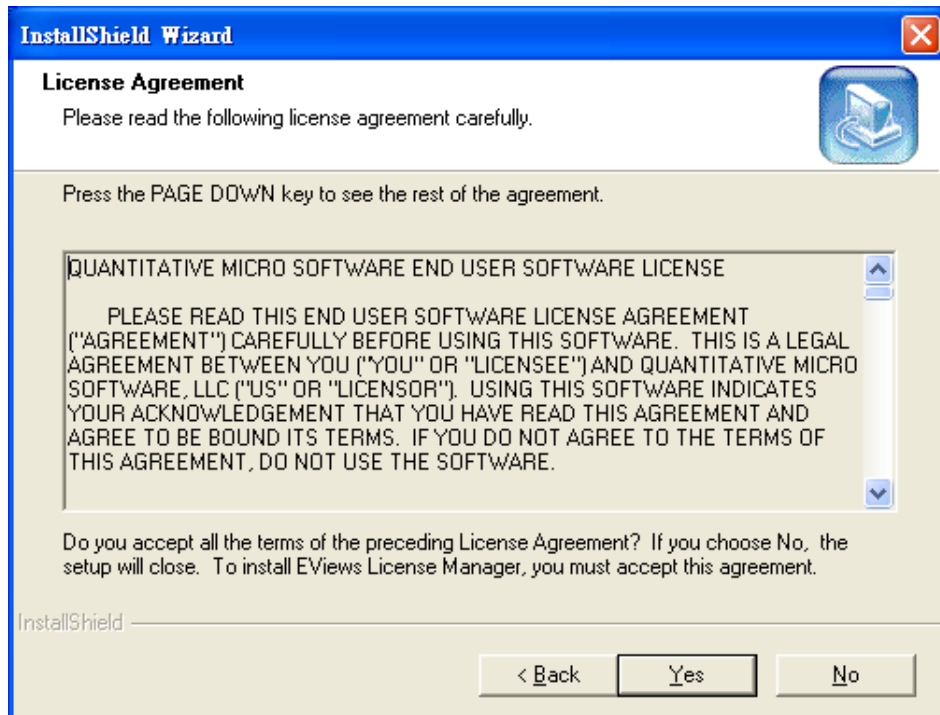 InstallShield Wizard
License Agreement
Please read the following license agreement carefully.
Press the PAGE DOWN key to see the rest of the agreement.
QUANTITATIVE MICRO SOFTWARE END USER SOFTWARE LICENSE
PLEASE READ THIS END USER SOFTWARE LICENSE AGREEMENT
("AGREEMENT") CAREFULLY BEFORE USING THIS SOFTWARE.  THIS IS A LEGAL
AGREEMENT BETWEEN YOU ("YOU" OR "LICENSEE") AND QUANTITATIVE MICRO
SOFTWARE, LLC ("US" OR "LICENSOR").  USING THIS SOFTWARE INDICATES
YOUR ACKNOWLEDGEMENT THAT YOU HAVE READ THIS AGREEMENT AND
AGREE TO BE BOUND ITS TERMS.  IF YOU DO NOT AGREE TO THE TERMS OF
THIS AGREEMENT, DO NOT USE THE SOFTWARE.
Do you accept all the terms of the preceding License Agreement?  If you choose No,  the
setup will close.  To install EViews License Manager, you must accept this agreement.
InstallShield
< Back
Yes
No